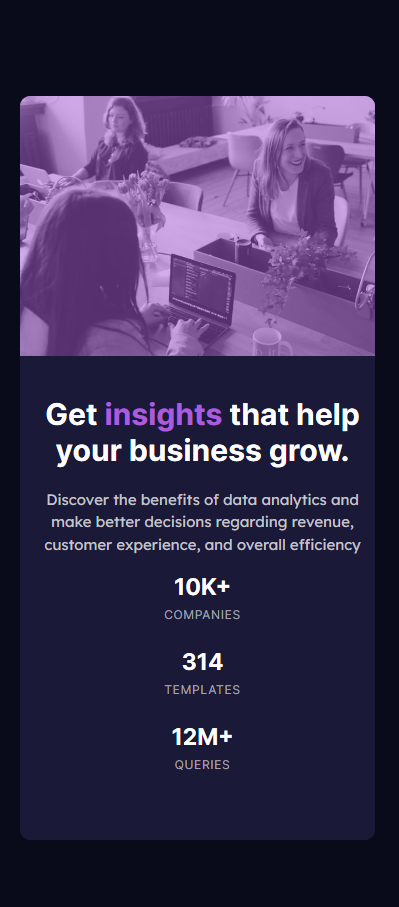 Get insights that help
your business grow.
Discover the benefits of data analytics and
make better decisions regarding revenue,
customer experience, and overall efficiency
10K+
COMPANIES
314
TEMPLATES
12M+
QUERIES